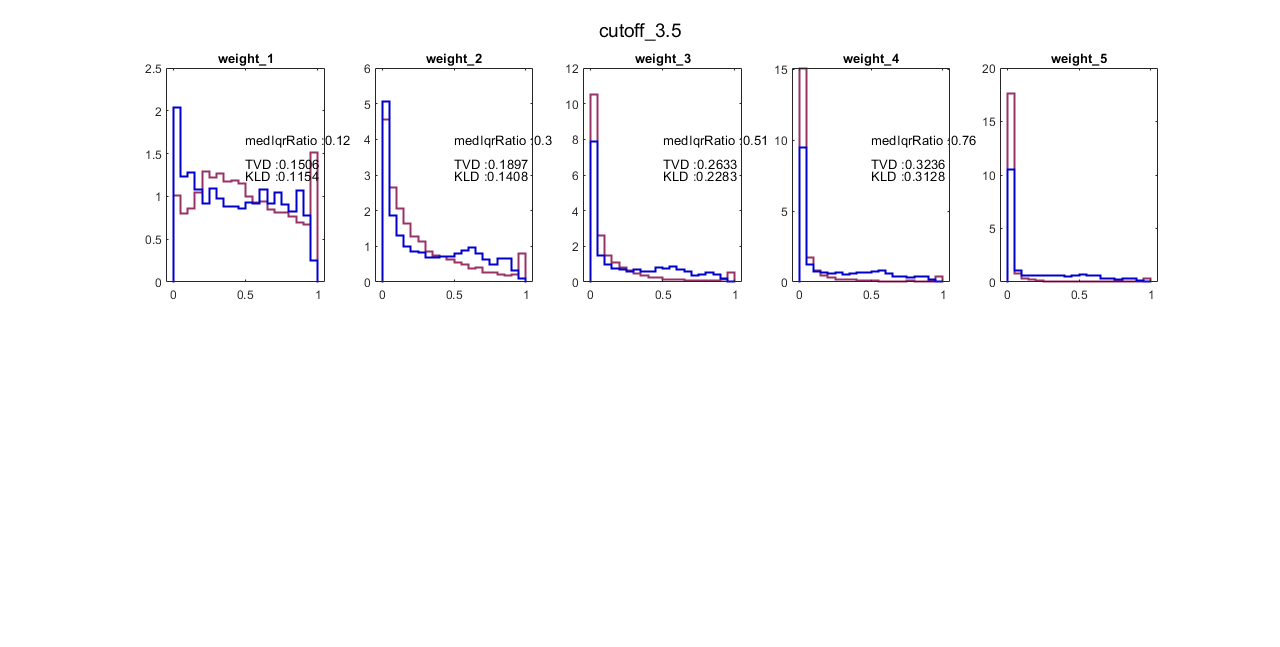 cutoff_3.5
weight_1
2.5
2
1.5
1
0.5
0
0
0.5
1
medIqrRatio :0.12
TVD :0.1506
KLD :0.1154
weight_2
6
5
4
3
2
1
0
0
0.5
1
medIqrRatio :0.3
TVD :0.1897
KLD :0.1408
weight_3
12
10
8
6
4
2
0
0
0.5
1
medIqrRatio :0.51
TVD :0.2633
KLD :0.2283
weight_4
15
10
5
0
0
0.5
1
medIqrRatio :0.76
TVD :0.3236
KLD :0.3128
weight_5
20
15
10
5
0
0
0.5
1